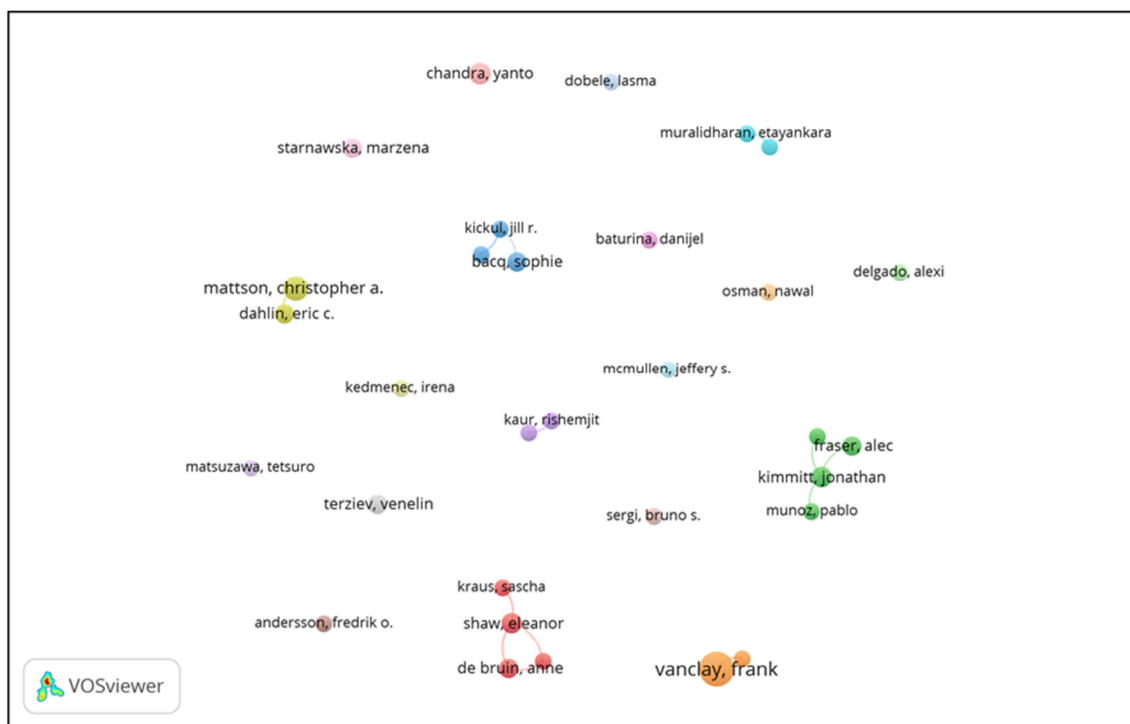 chandra, yanto
dobele, lasma
muralidharan, etayankara
starnawska, marzena
kickul, jill r.
baturina, danijel
bacq, sophie
delgado, alexi
mattson, christopher a.
osman, nawal
dahlin, eric c.
mcmullen, jeffery s.
kedmenec, irena
kaur, rishemjit
fraser, alec
matsuzawa, tetsuro
kimmitt, jonathan
terziev, venelin
munoz, pablo
sergi, bruno s.
kraus, sascha
andersson, fredrik o.
shaw, eleanor
de bruin, anne
vanclay, frank
VOSviewer